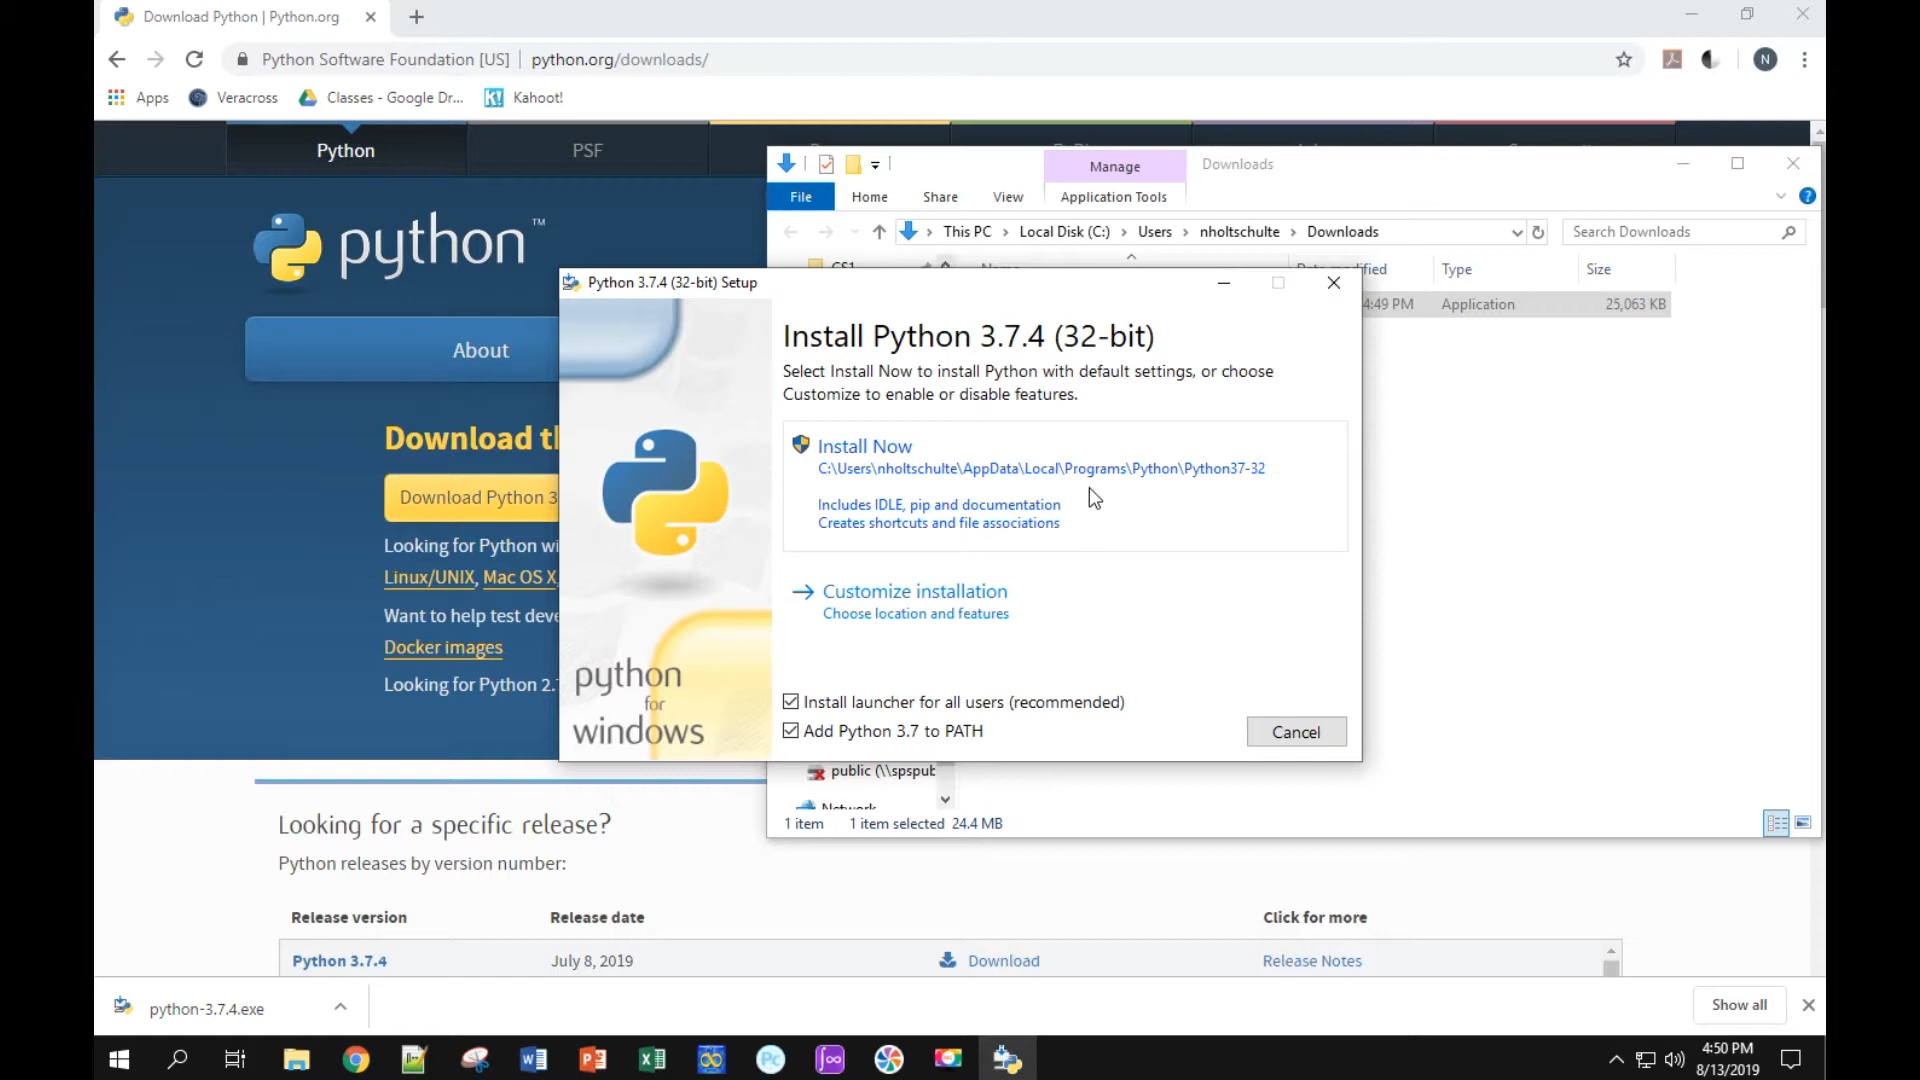 Download Python | Python.org
Python Software Foundation [US] | python.org/downloads/
N
Apps
Veracross
Classes - Google Dr...
K!
Kahoot!
Python
PSF
Manage
Downloads
File
Home
Share
View
Application Tools
This PC > Local Disk (C:) > Users > nholtschulte > Downloads
Search Downloads
Type
Size
4:49 PM
Application
25,063 KB
python™
About
Download
Download Python 3
Looking for Python
Linux/UNIX, Mac OS X,
Want to help test
Docker images
Looking for Python 2.
Python 3.7.4 (32-bit) Setup
Install Python 3.7.4 (32-bit)
Select Install Now to install Python with default settings, or choose
Customize to enable or disable features.
Install Now
C:\Users\nholtschulte\AppData\Local\Programs\Python\Python37-32
Includes IDLE, pip and documentation
Creates shortcuts and file associations
Customize installation
Choose location and features
Install launcher for all users (recommended)
Add Python 3.7 to PATH
Cancel
python
for
windows
public (\\spspub
Network
1 item
1 item selected 24.4 MB
Looking for a specific release?
Python releases by version number:
Release version
Release date
Click for more
Python 3.7.4
July 8, 2019
Download
Release Notes
python-3.7.4.exe
Show all
4:50 PM
8/13/2019